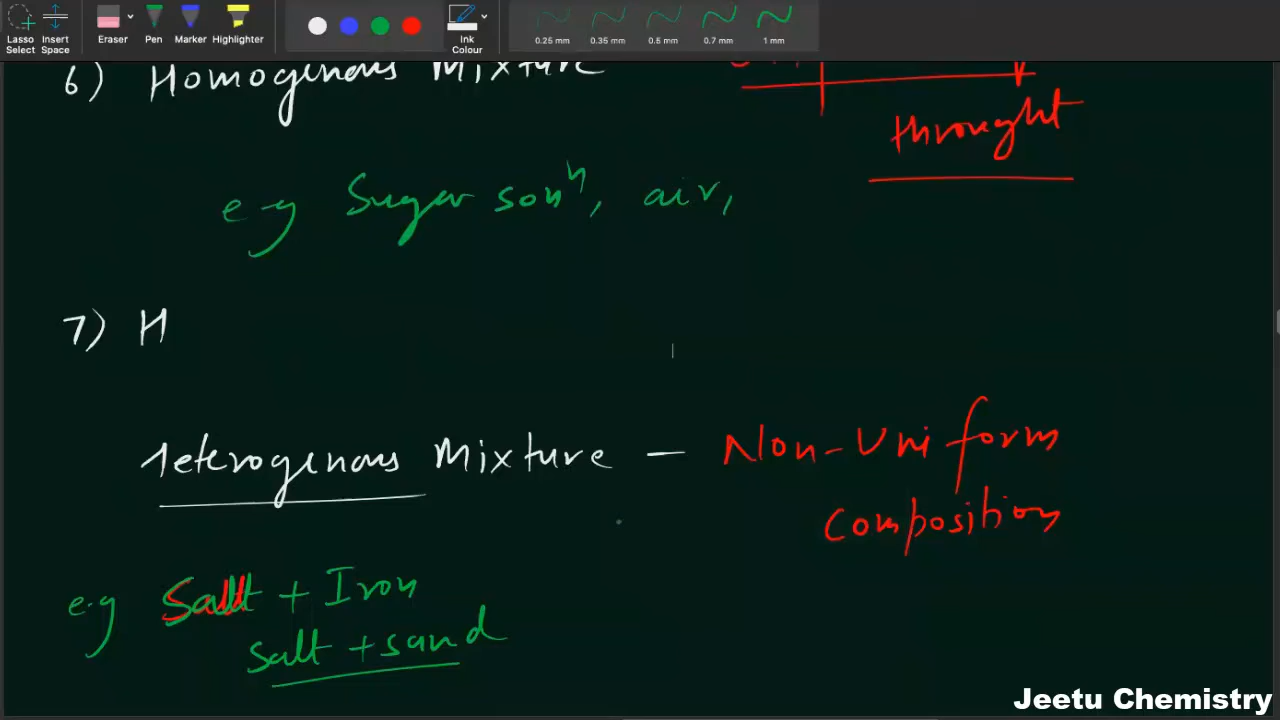 Lasso Select
Insert Space
Eraser
Pen
Marker
Highlighter
Ink Colour
0.25 mm
0.35 mm
0.5 mm
0.7 mm
1 mm
6) Homogenous Mixture
throught
e-g Sugar sonⁿ, air,
7) H
Heterogenous Mixture — Non-Uniform
composition
e.g Salt + Iron
salt + sand
Jeetu Chemistry